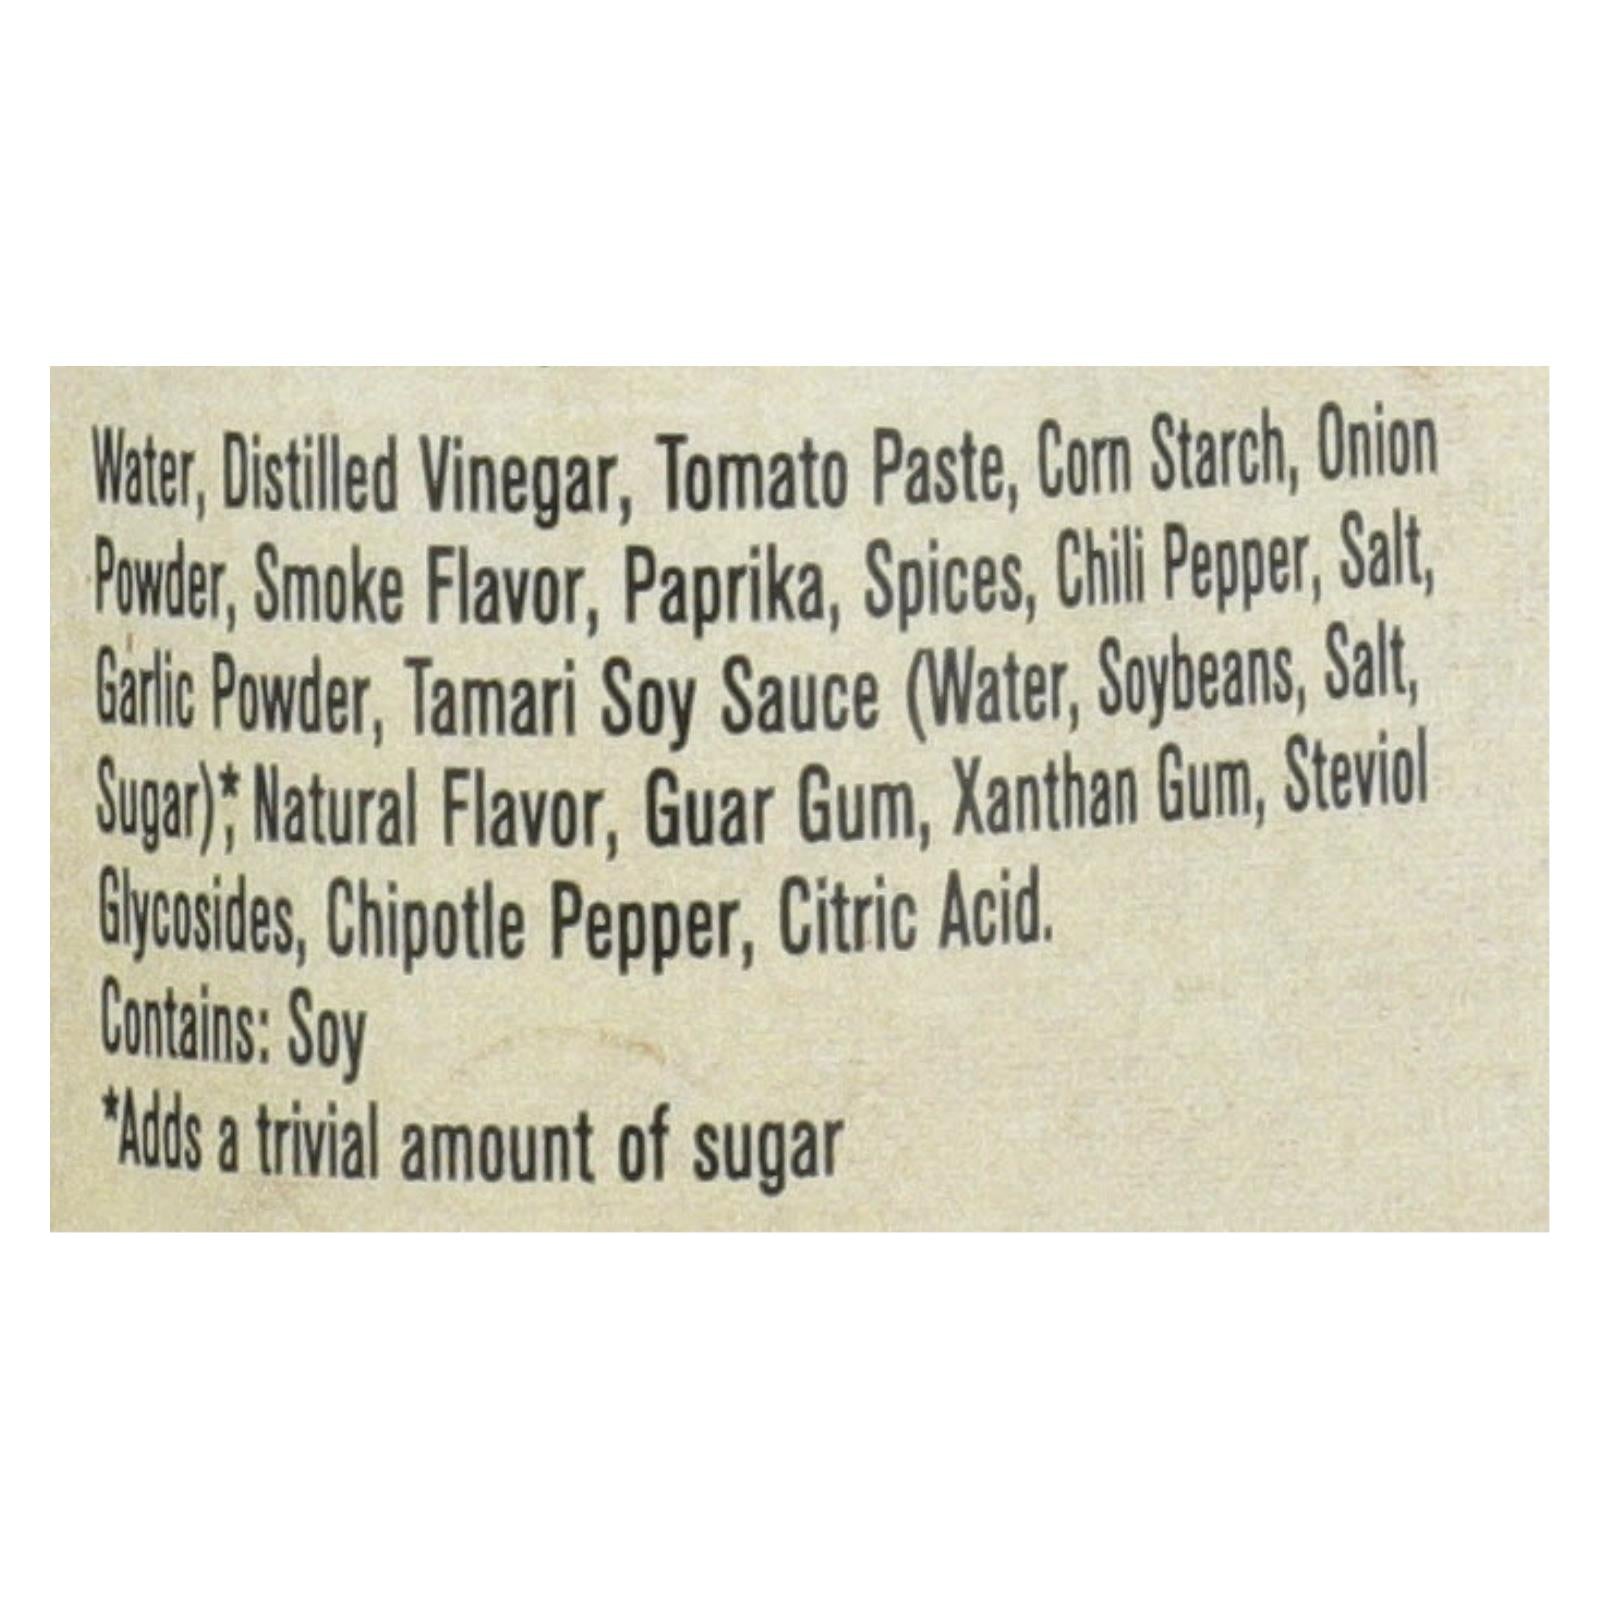 Water, Distilled Vinegar, Tomato Paste, Corn Starch, Onion
Powder, Smoke Flavor, Paprika, Spices, Chili Pepper, Salt,
Garlic Powder, Tamari Soy Sauce (Water, Soybeans, Salt,
Sugar)*, Natural Flavor, Guar Gum, Xanthan Gum, Steviol
Glycosides, Chipotle Pepper, Citric Acid.
Contains: Soy
*Adds a trivial amount of sugar